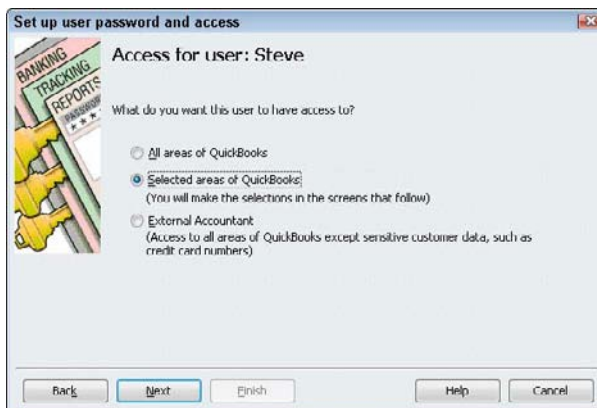 Set up user password and access
BANKING
TRACKING
REPORTS
PASSWORD
****
Access for user: Steve
What do you want this user to have access to?
All areas of QuickBooks
Selected areas of QuickBooks
(You will make the selections in the screens that follow)
External Accountant
(Access to all areas of QuickBooks except sensitive customer data, such as
credit card numbers)
Back
Next
Finish
Help
Cancel